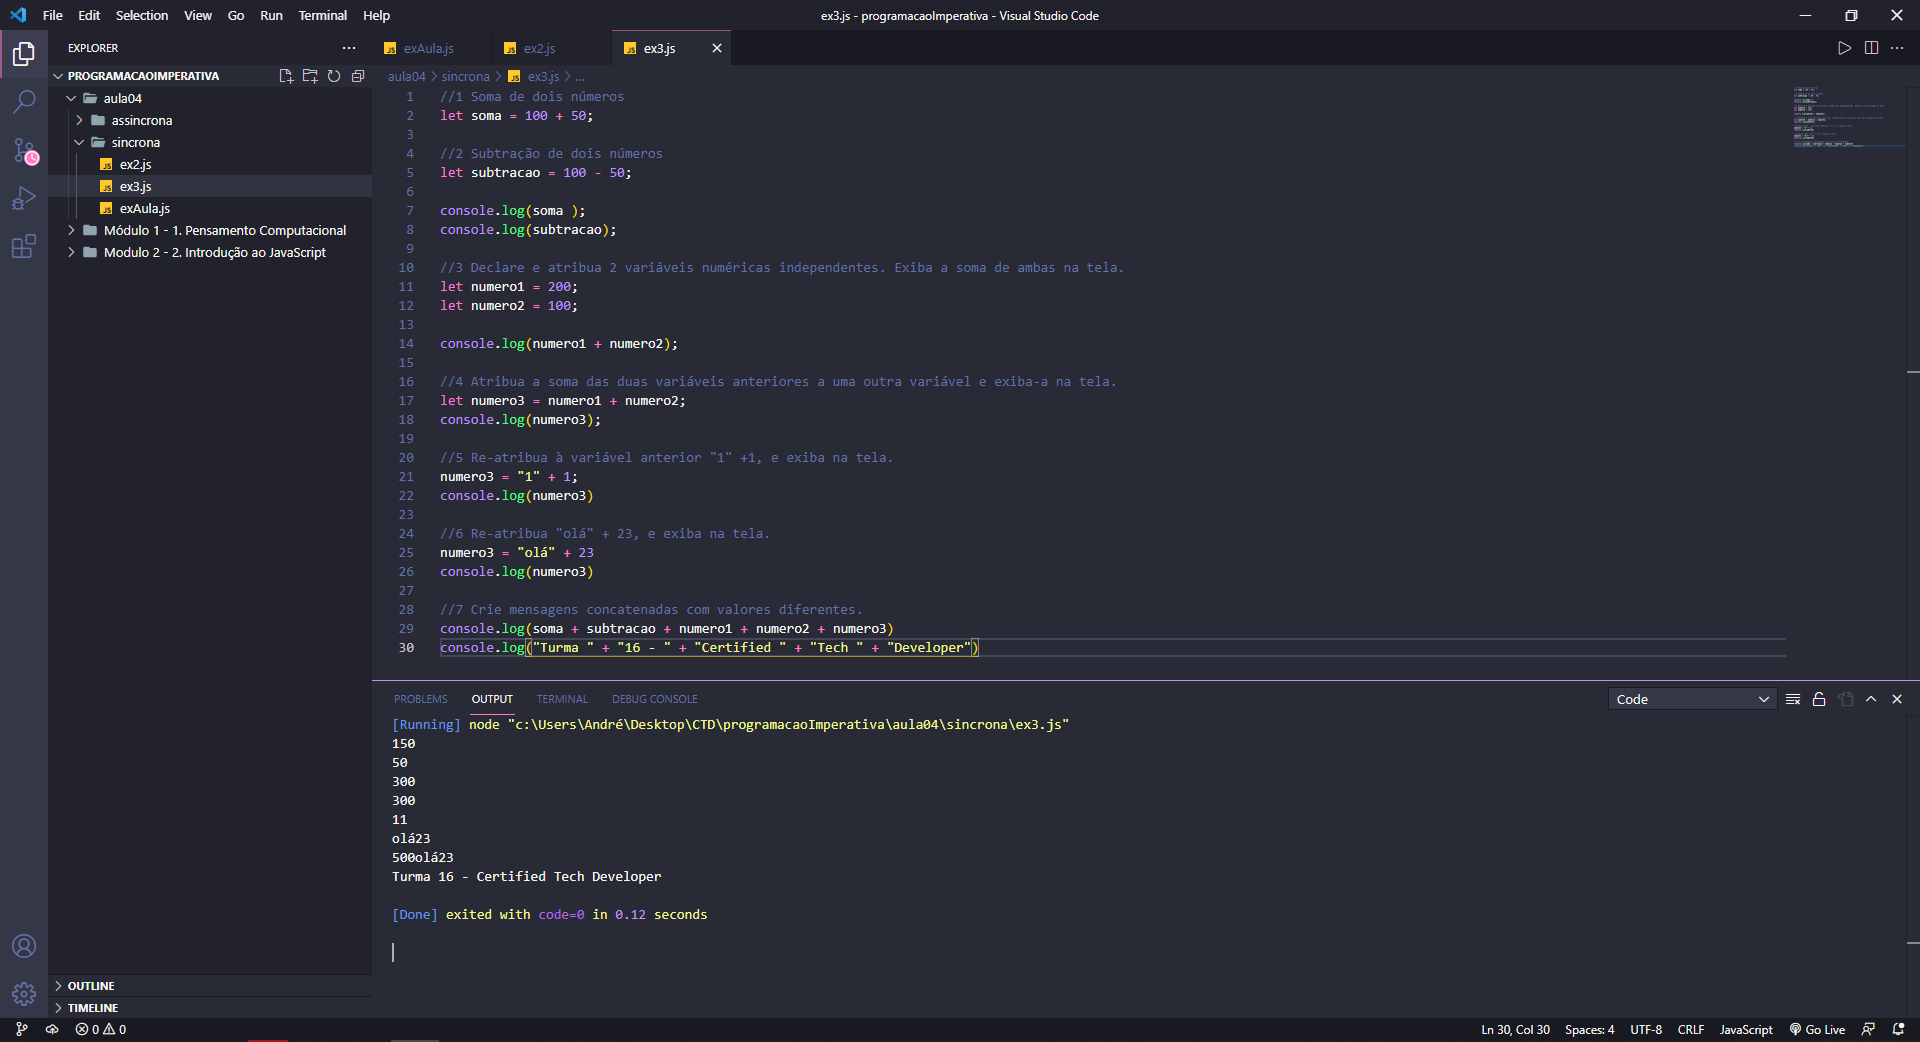 File Edit Selection View Go Run Terminal Help
ex3.js - programacaoImperativa - Visual Studio Code
EXPLORER
PROGRAMACAOIMPERATIVA
aula04
assincrona
sincrona
ex2.js
ex3.js
exAula.js
Módulo 1 - 1. Pensamento Computacional
Modulo 2 - 2. Introdução ao JavaScript
OUTLINE
TIMELINE
exAula.js ex2.js ex3.js
aula04 > sincrona > ex3.js > ...
1 //1 Soma de dois números
2 let soma = 100 + 50;
3
4 //2 Subtração de dois números
5 let subtracao = 100 - 50;
6
7 console.log(soma );
8 console.log(subtracao);
9
10 //3 Declare e atribua 2 variáveis numéricas independentes. Exiba a soma de ambas na tela.
11 let numero1 = 200;
12 let numero2 = 100;
13
14 console.log(numero1 + numero2);
15
16 //4 Atribua a soma das duas variáveis anteriores a uma outra variável e exiba-a na tela.
17 let numero3 = numero1 + numero2;
18 console.log(numero3);
19
20 //5 Re-atribua à variável anterior "1" +1, e exiba na tela.
21 numero3 = "1" + 1;
22 console.log(numero3)
23
24 //6 Re-atribua "olá" + 23, e exiba na tela.
25 numero3 = "olá" + 23
26 console.log(numero3)
27
28 //7 Crie mensagens concatenadas com valores diferentes.
29 console.log(soma + subtracao + numero1 + numero2 + numero3)
30 console.log("Turma " + "16 - " + "Certified " + "Tech " + "Developer")
PROBLEMS OUTPUT TERMINAL DEBUG CONSOLE
Code
[Running] node "c:\Users\André\Desktop\CTD\programacaoImperativa\aula04\sincrona\ex3.js"
150
50
300
300
11
olá23
500olá23
Turma 16 - Certified Tech Developer
[Done] exited with code=0 in 0.12 seconds
0 0
Ln 30, Col 30 Spaces: 4 UTF-8 CRLF JavaScript Go Live